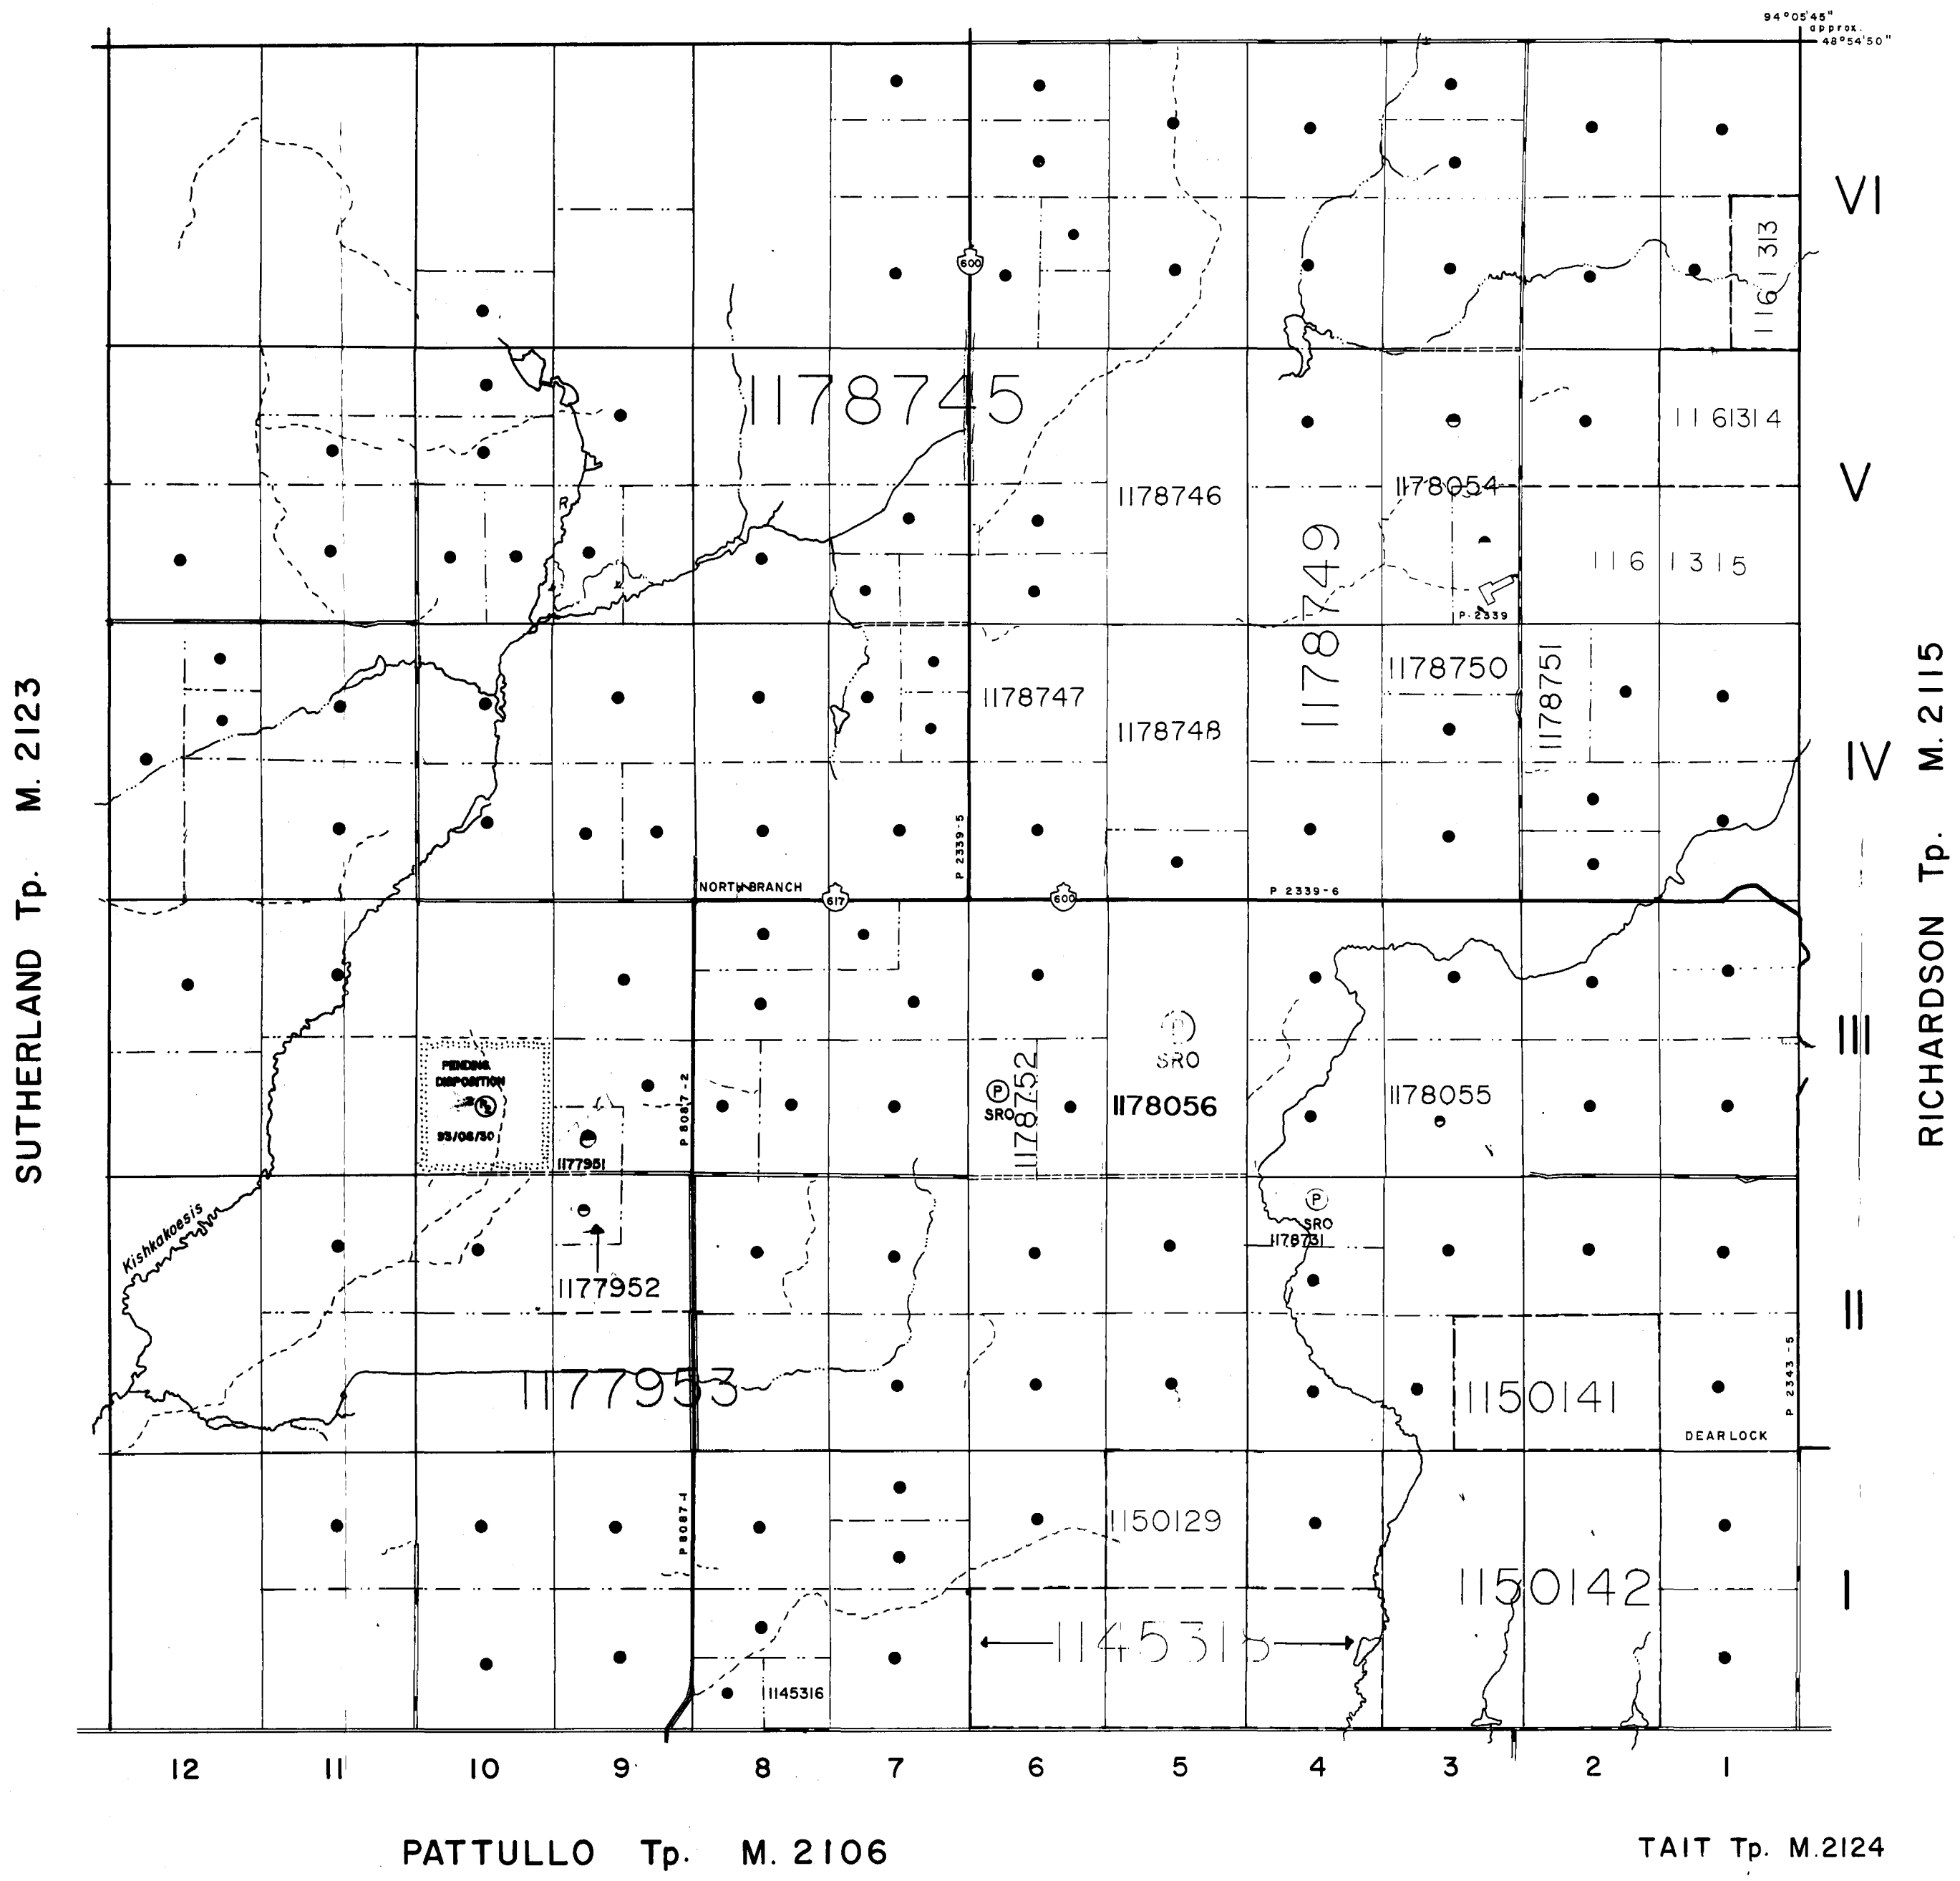 94°05'45"
approx.
48°54'50"
VI
1161313
600
1178745
1161314
V
1178746
1178054
R
1178749
1161315
P-2339
SUTHERLAND Tp. M. 2123
RICHARDSON Tp. M. 2115
1178747
1178750
1178751
1178748
IV
P 2339-5
NORTH BRANCH
617
600
P 2339-6
III
P
SRO
PENDING
DISPOSITION
93/06/30
P 8087-2
P
SRO
1178752
1178056
1178055
1177951
Kishkakoesis
P
SRO
1178731
1177952
II
1177953
1150141
P 2343-5
DEARLOCK
P 8087-1
1150129
1150142
I
1145318
1145316
12 11 10 9 8 7 6 5 4 3 2 1
PATTULLO Tp. M. 2106
TAIT Tp. M.2124